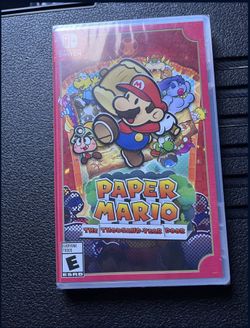 PAPER
MARIO
THE THOUSAND-YEAR DOOR
EVERYONE
E
ESRB